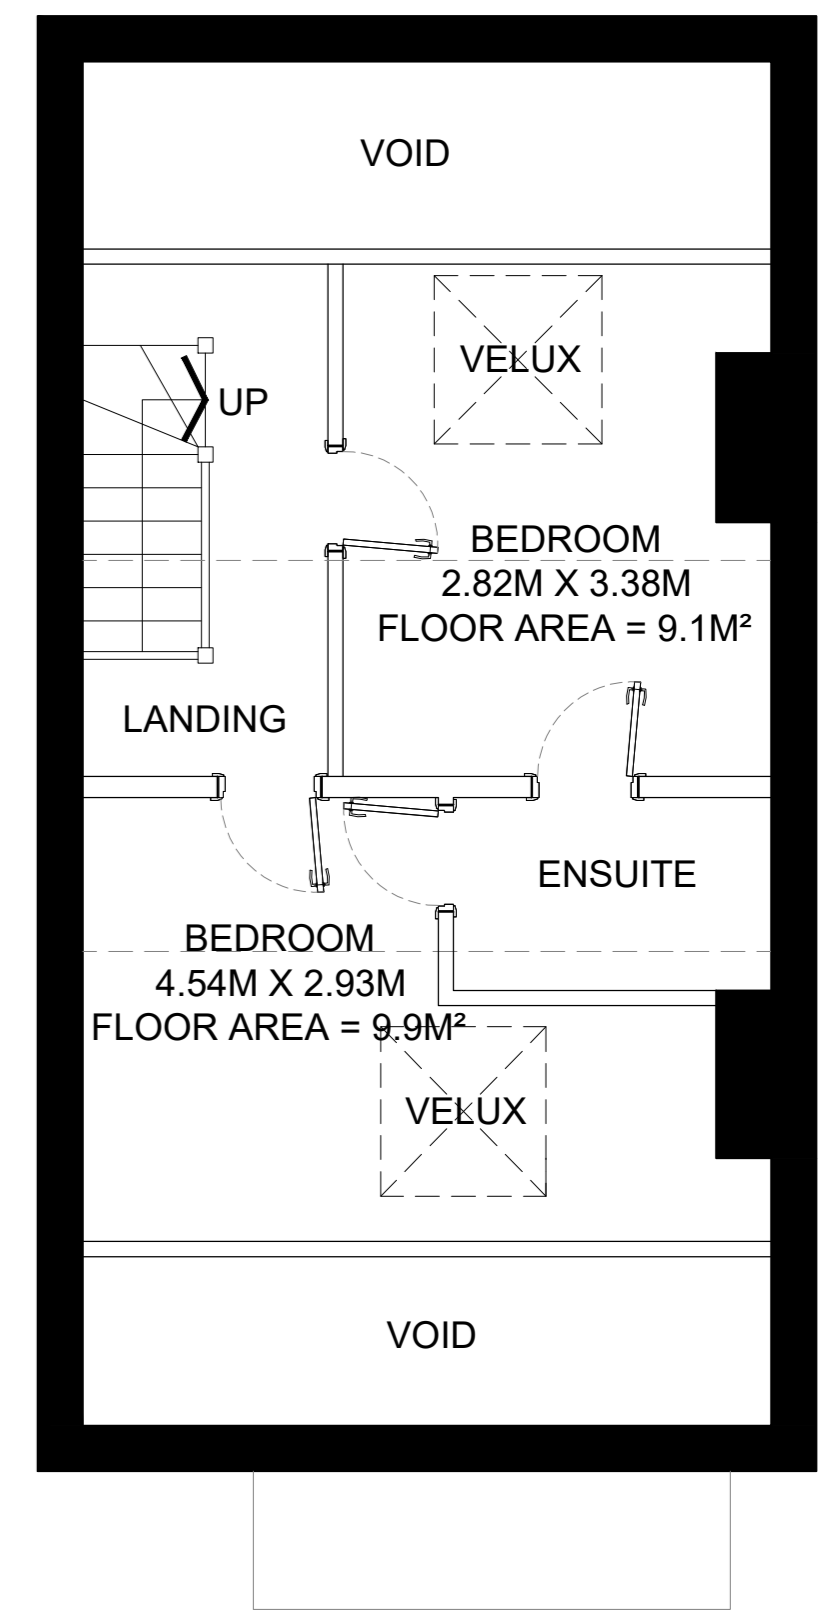 VOID
VELUX
UP
BEDROOM
2.82M X 3.38M
FLOOR AREA = 9.1M²
LANDING
ENSUITE
BEDROOM
4.54M X 2.93M
FLOOR AREA = 9.9M²
VELUX
VOID